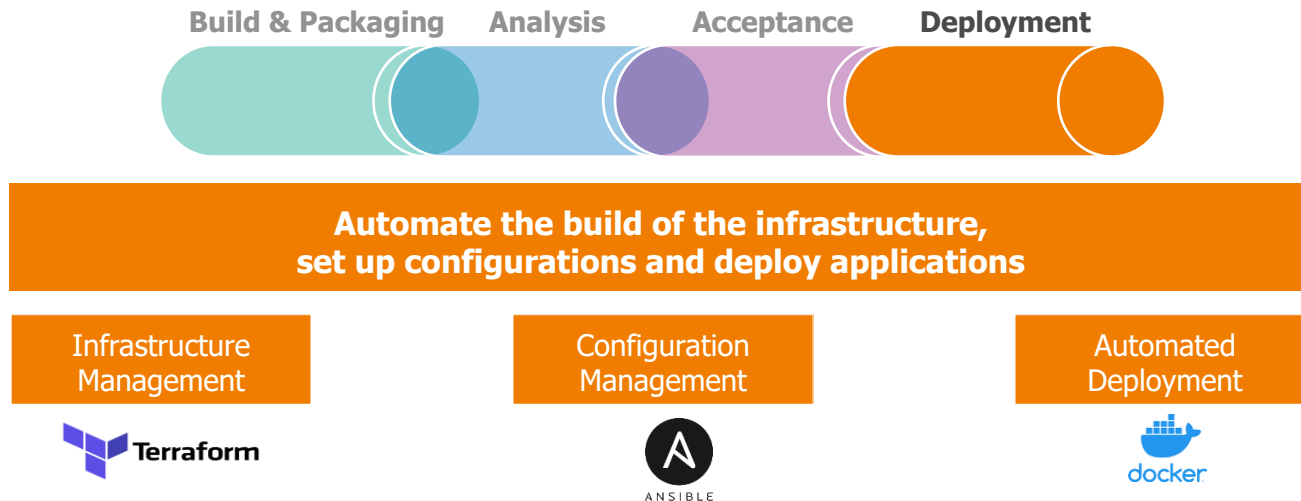 Build & Packaging
Analysis
Acceptance
Deployment
Automate the build of the infrastructure,
set up configurations and deploy applications
Infrastructure
Management
Configuration
Management
Automated
Deployment
Terraform
ANSIBLE
docker